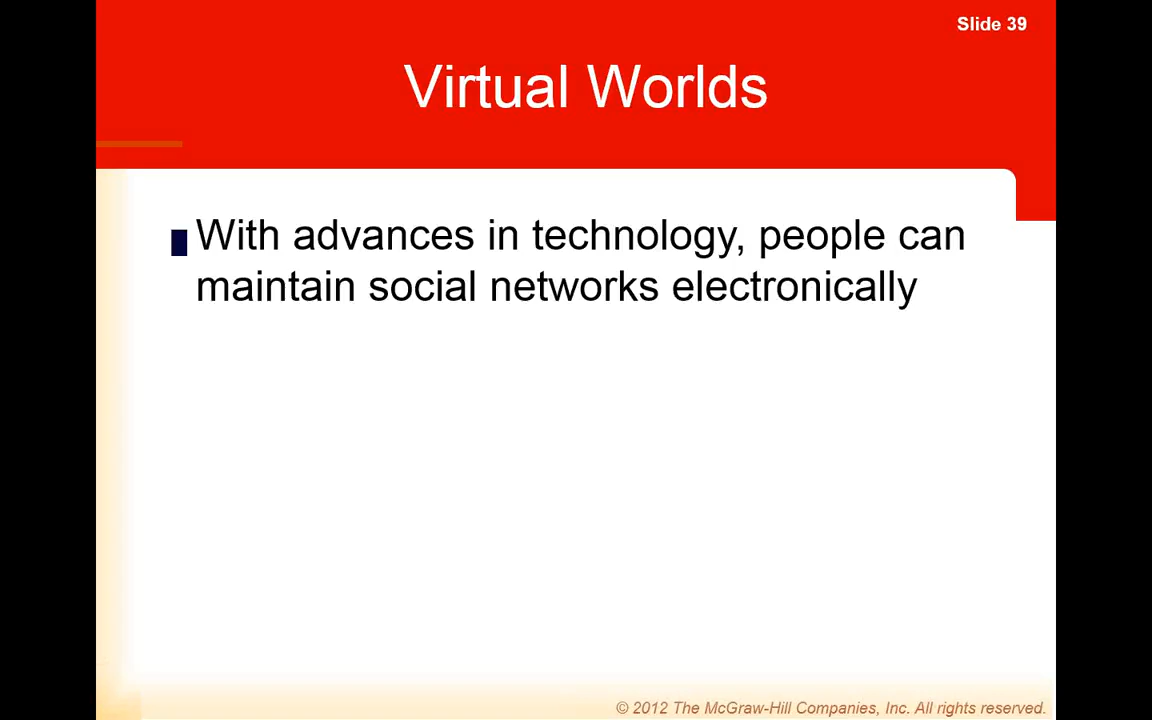 Slide 39
Virtual Worlds
With advances in technology, people can
maintain social networks electronically
© 2012 The McGraw-Hill Companies, Inc. All rights reserved.